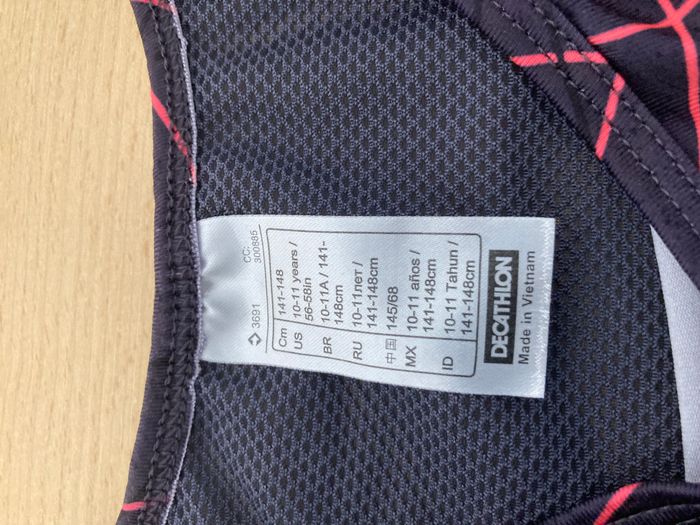 3691
CC:
300885
Cm 141-148
US 10-11 years /
56-58in
BR 10-11A / 141-
148cm
RU 10-11лет /
141-148cm
中国 145/68
MX 10-11 años /
141-148cm
ID 10-11 Tahun /
141-148cm
DECATHLON
Made in Vietnam